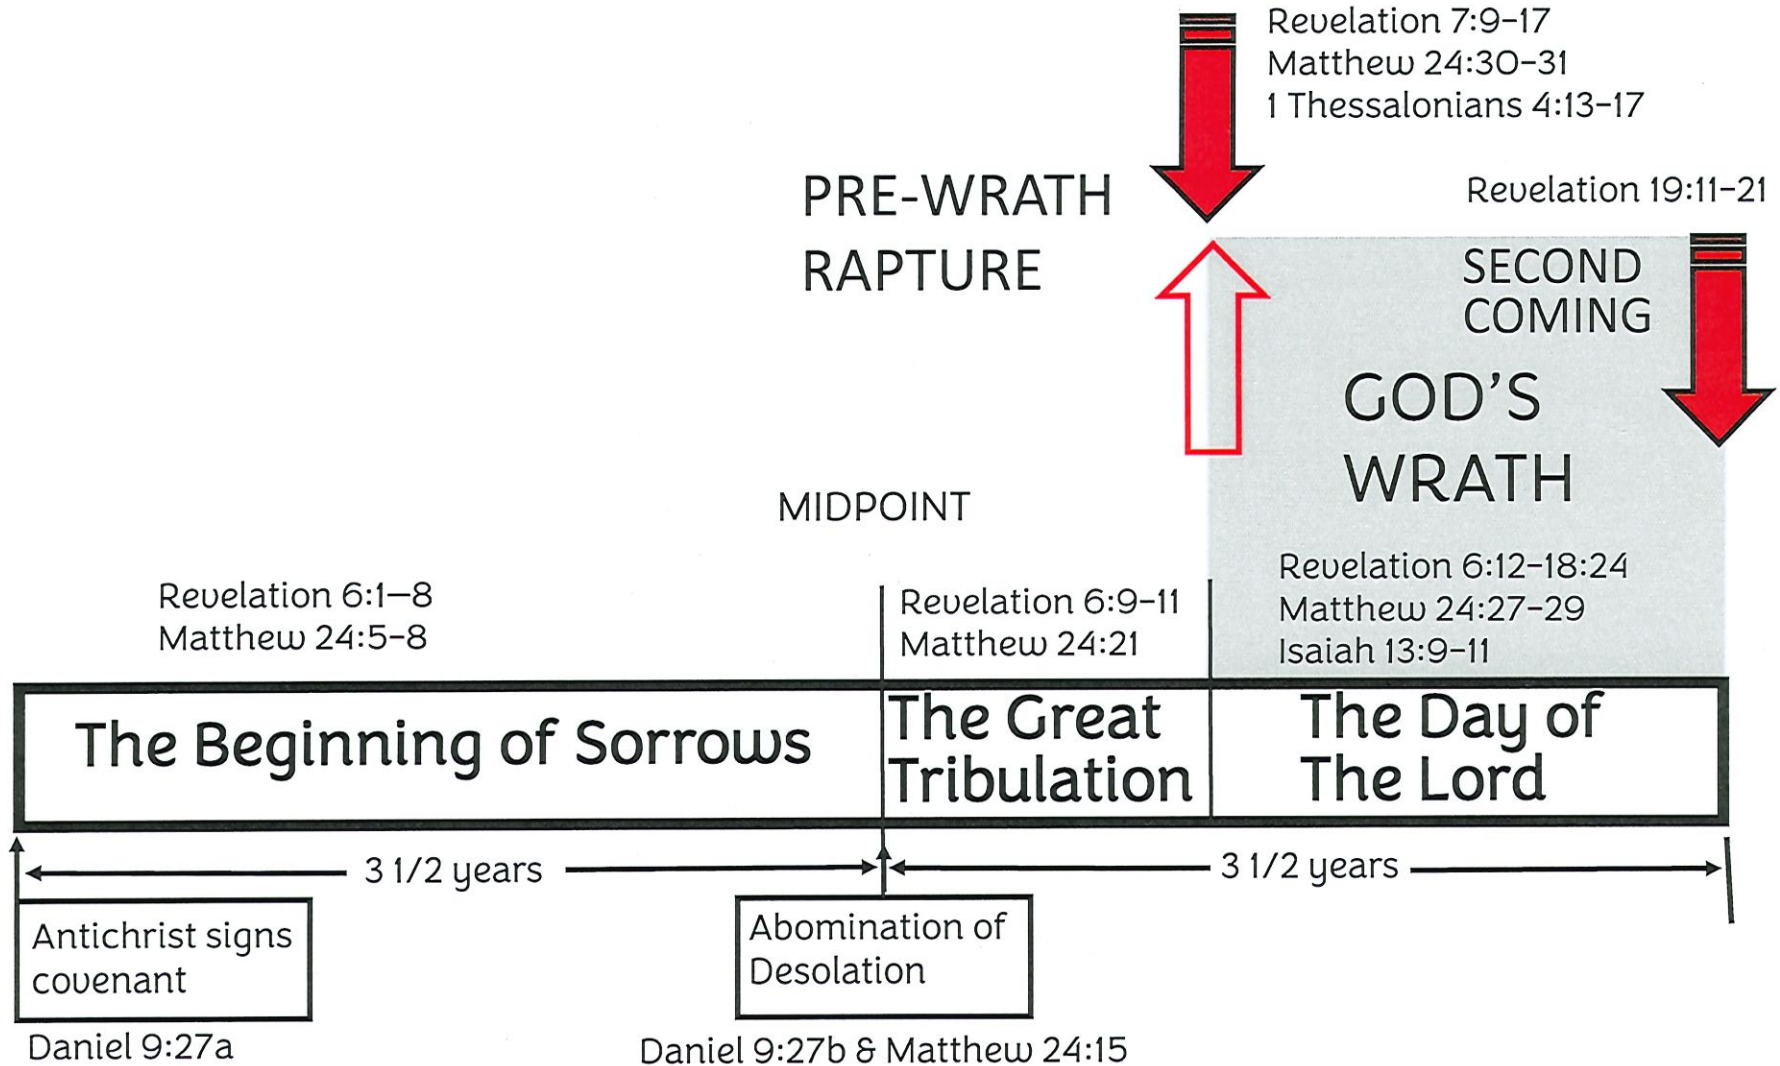 Revelation 7:9–17
Matthew 24:30–31
1 Thessalonians 4:13–17
PRE-WRATH
RAPTURE
Revelation 19:11–21
SECOND
COMING
GOD'S
WRATH
MIDPOINT
Revelation 6:1—8
Matthew 24:5–8
Revelation 6:9–11
Matthew 24:21
Revelation 6:12–18:24
Matthew 24:27–29
Isaiah 13:9–11
The Beginning of Sorrows
The Great
Tribulation
The Day of
The Lord
3 1/2 years
3 1/2 years
Antichrist signs
covenant
Daniel 9:27a
Abomination of
Desolation
Daniel 9:27b & Matthew 24:15